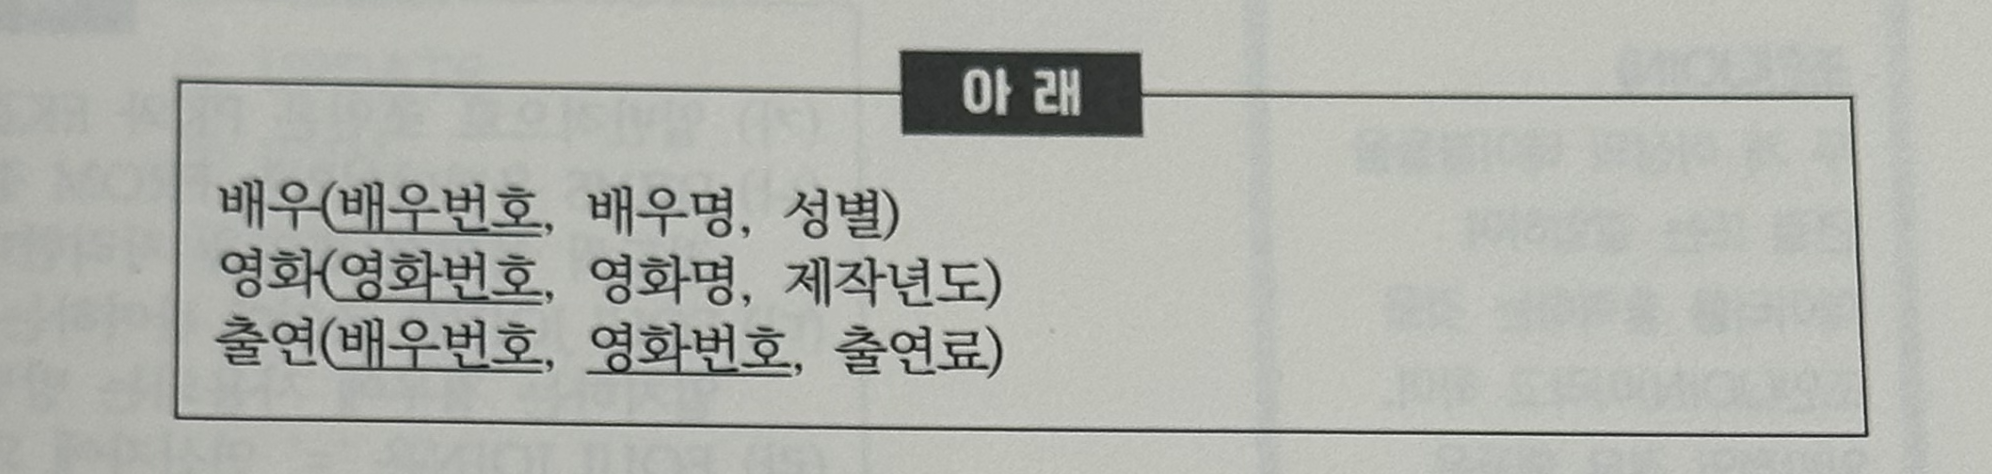 아 래
배우(배우번호, 배우명, 성별)
영화(영화번호, 영화명, 제작년도)
출연(배우번호, 영화번호, 출연료)